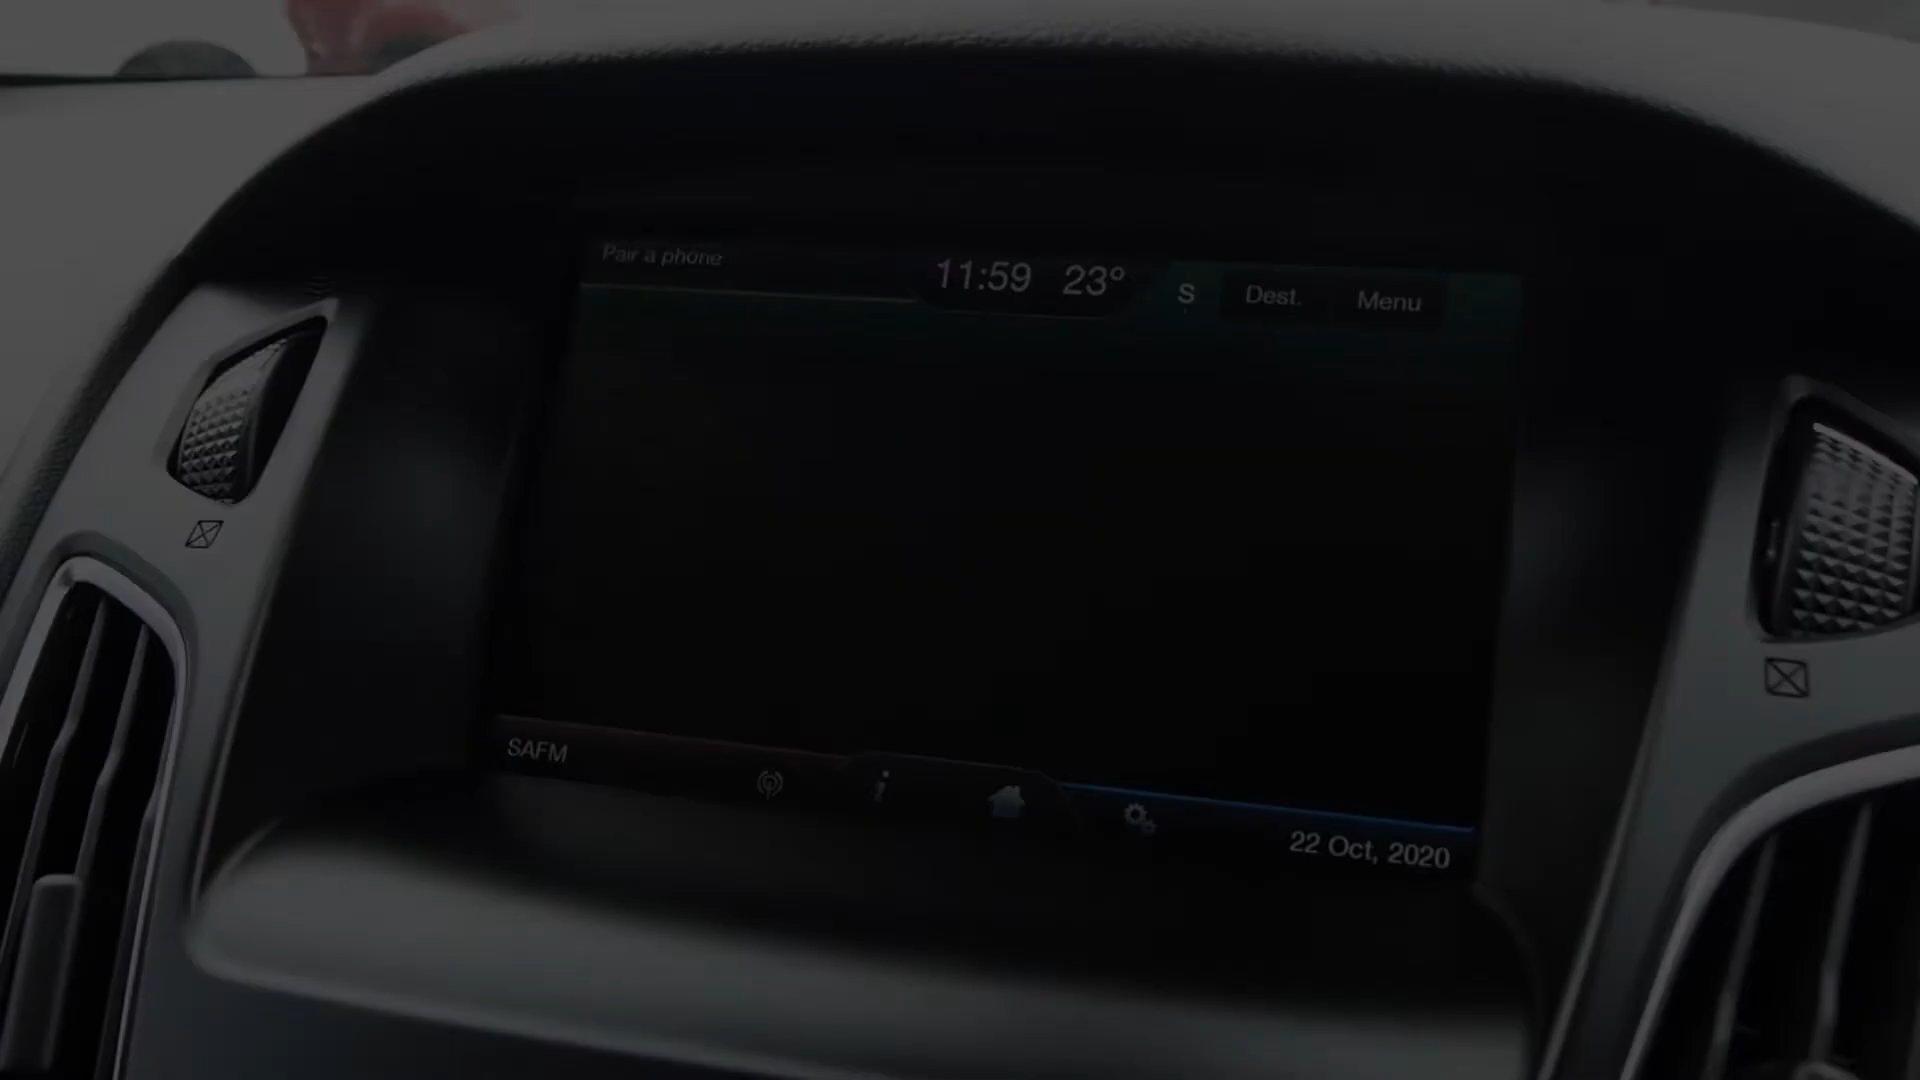 Pair a phone
11:59 23°
S Dest. Menu
SAFM
i
22 Oct, 2020